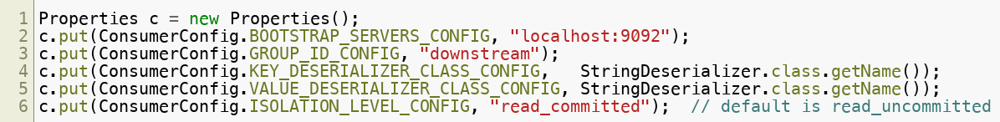 1 Properties c = new Properties();
2 c.put(ConsumerConfig.BOOTSTRAP_SERVERS_CONFIG, "localhost:9092");
3 c.put(ConsumerConfig.GROUP_ID_CONFIG, "downstream");
4 c.put(ConsumerConfig.KEY_DESERIALIZER_CLASS_CONFIG,   StringDeserializer.class.getName());
5 c.put(ConsumerConfig.VALUE_DESERIALIZER_CLASS_CONFIG, StringDeserializer.class.getName());
6 c.put(ConsumerConfig.ISOLATION_LEVEL_CONFIG, "read_committed");  // default is read_uncommitted